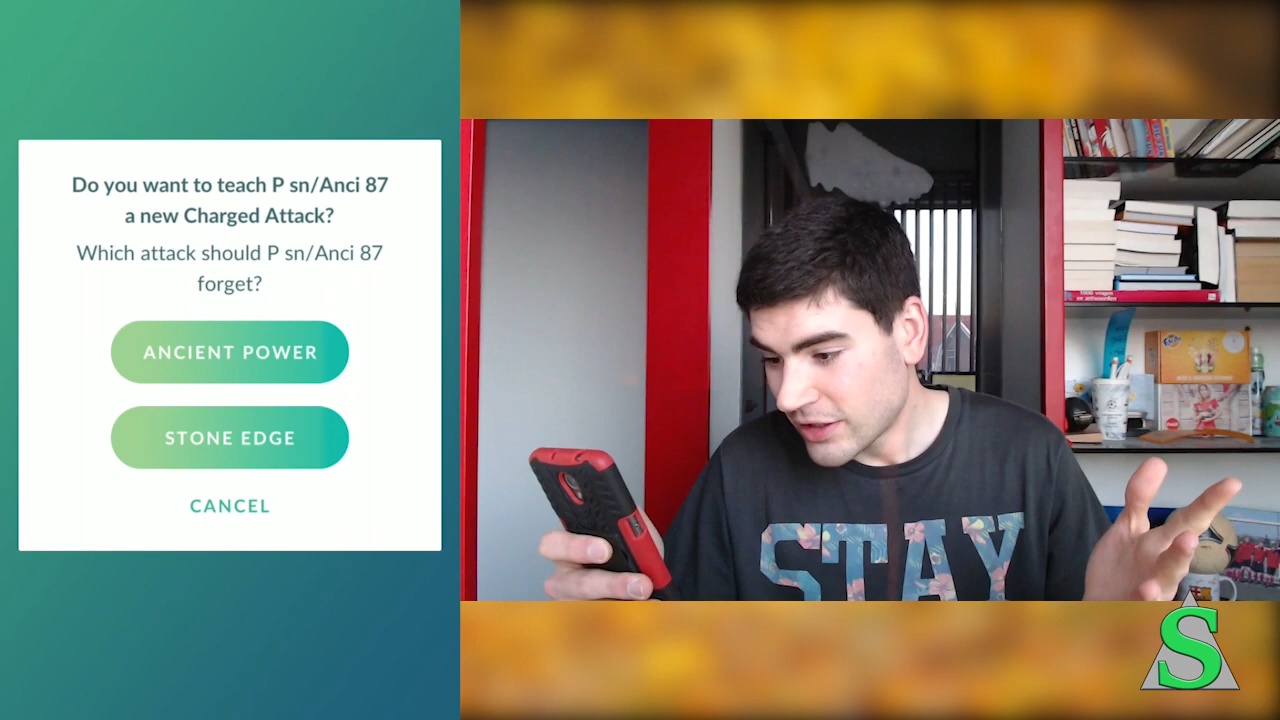 Do you want to teach P sn/Anci 87
a new Charged Attack?
Which attack should P sn/Anci 87
forget?
ANCIENT POWER
STONE EDGE
CANCEL
STAY
S